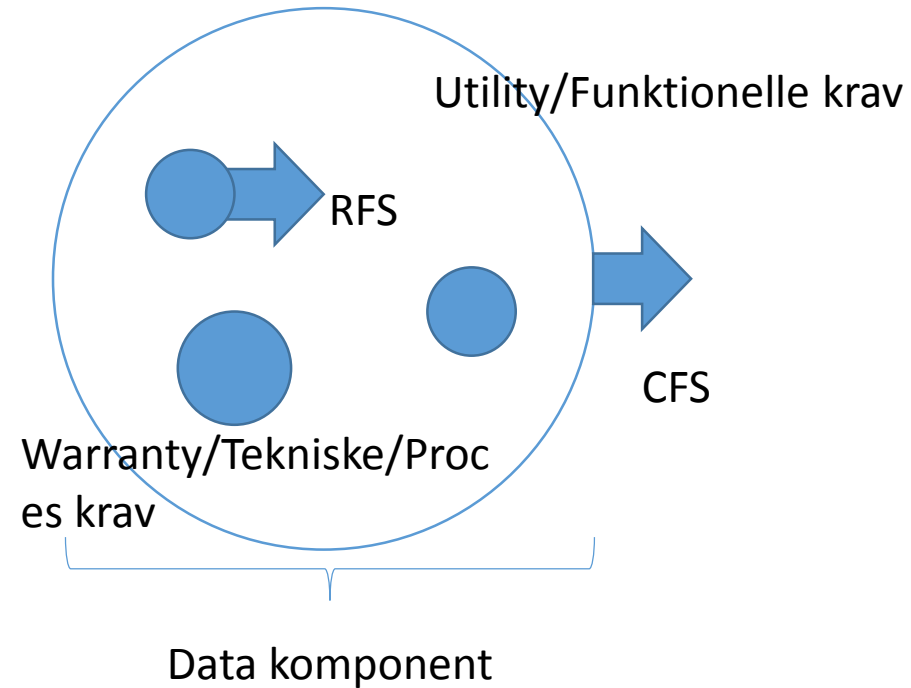 Utility/Funktionelle krav
RFS
CFS
Warranty/Tekniske/Proc
es krav
Data komponent